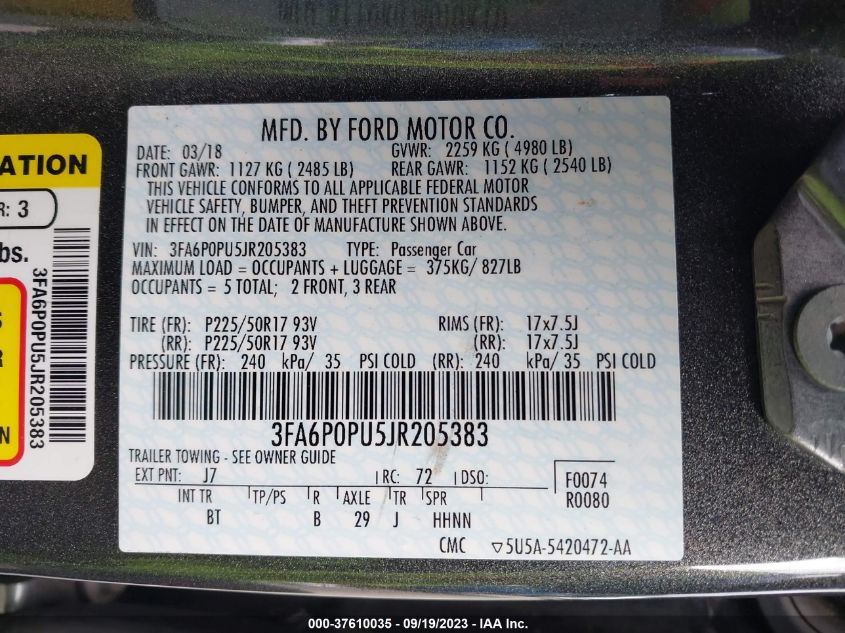 MFD. BY FORD MOTOR CO.
DATE: 03/18 GVWR: 2259 KG ( 4980 LB)
FRONT GAWR: 1127 KG ( 2485 LB) REAR GAWR: 1152 KG ( 2540 LB)
THIS VEHICLE CONFORMS TO ALL APPLICABLE FEDERAL MOTOR
VEHICLE SAFETY, BUMPER, AND THEFT PREVENTION STANDARDS
IN EFFECT ON THE DATE OF MANUFACTURE SHOWN ABOVE.
VIN: 3FA6P0PU5JR205383 TYPE: Passenger Car
MAXIMUM LOAD = OCCUPANTS + LUGGAGE = 375KG/ 827LB
OCCUPANTS = 5 TOTAL; 2 FRONT, 3 REAR
TIRE (FR): P225/50R17 93V RIMS (FR): 17x7.5J
(RR): P225/50R17 93V (RR): 17x7.5J
PRESSURE (FR): 240 kPa/ 35 PSI COLD (RR): 240 kPa/ 35 PSI COLD
3FA6P0PU5JR205383
TRAILER TOWING - SEE OWNER GUIDE
EXT PNT: J7 RC: 72 DSO: F0074
INT TR TP/PS R AXLE TR SPR R0080
BT B 29 J HHNN
CMC ▽5U5A-5420472-AA
ATION
R: 3
bs.
3FA6P0PU5JR205383
S
R
N
000-37610035 - 09/19/2023 - IAA Inc.